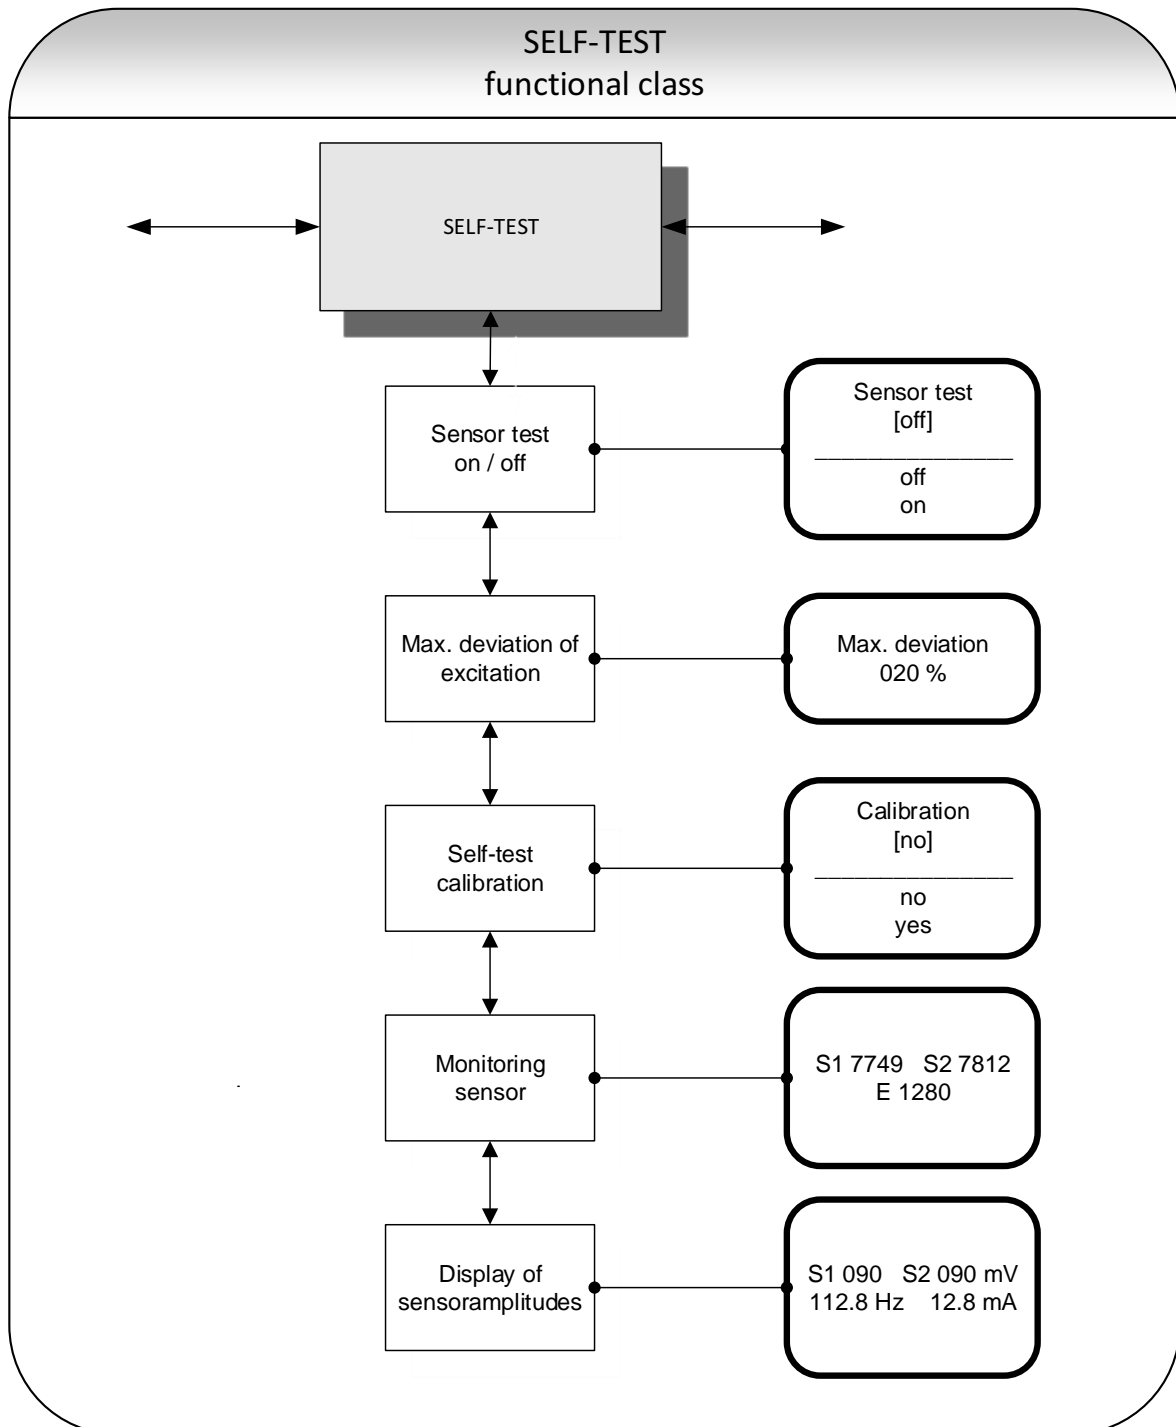 SELF-TEST
functional class
SELF-TEST
Sensor test
on / off
Sensor test
[off]
off
on
Max. deviation of
excitation
Max. deviation
020 %
Self-test
calibration
Calibration
[no]
no
yes
Monitoring
sensor
S1 7749 S2 7812
E 1280
Display of
sensoramplitudes
S1 090 S2 090 mV
112.8 Hz 12.8 mA